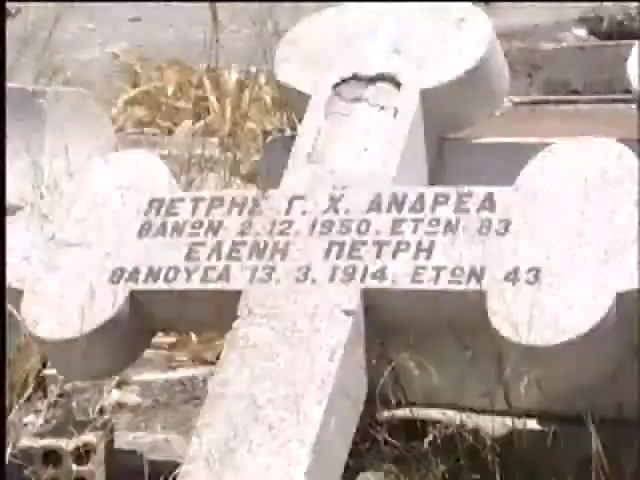 ΠΕΤΡΗΣ Γ. Χ. ΑΝΔΡΕΑ
ΘΑΝΩΝ 2.12.1950. ΕΤΩΝ 83
ΕΛΕΝΗ ΠΕΤΡΗ
ΘΑΝΟΥΣΑ 13. 3. 1914. ΕΤΩΝ 43